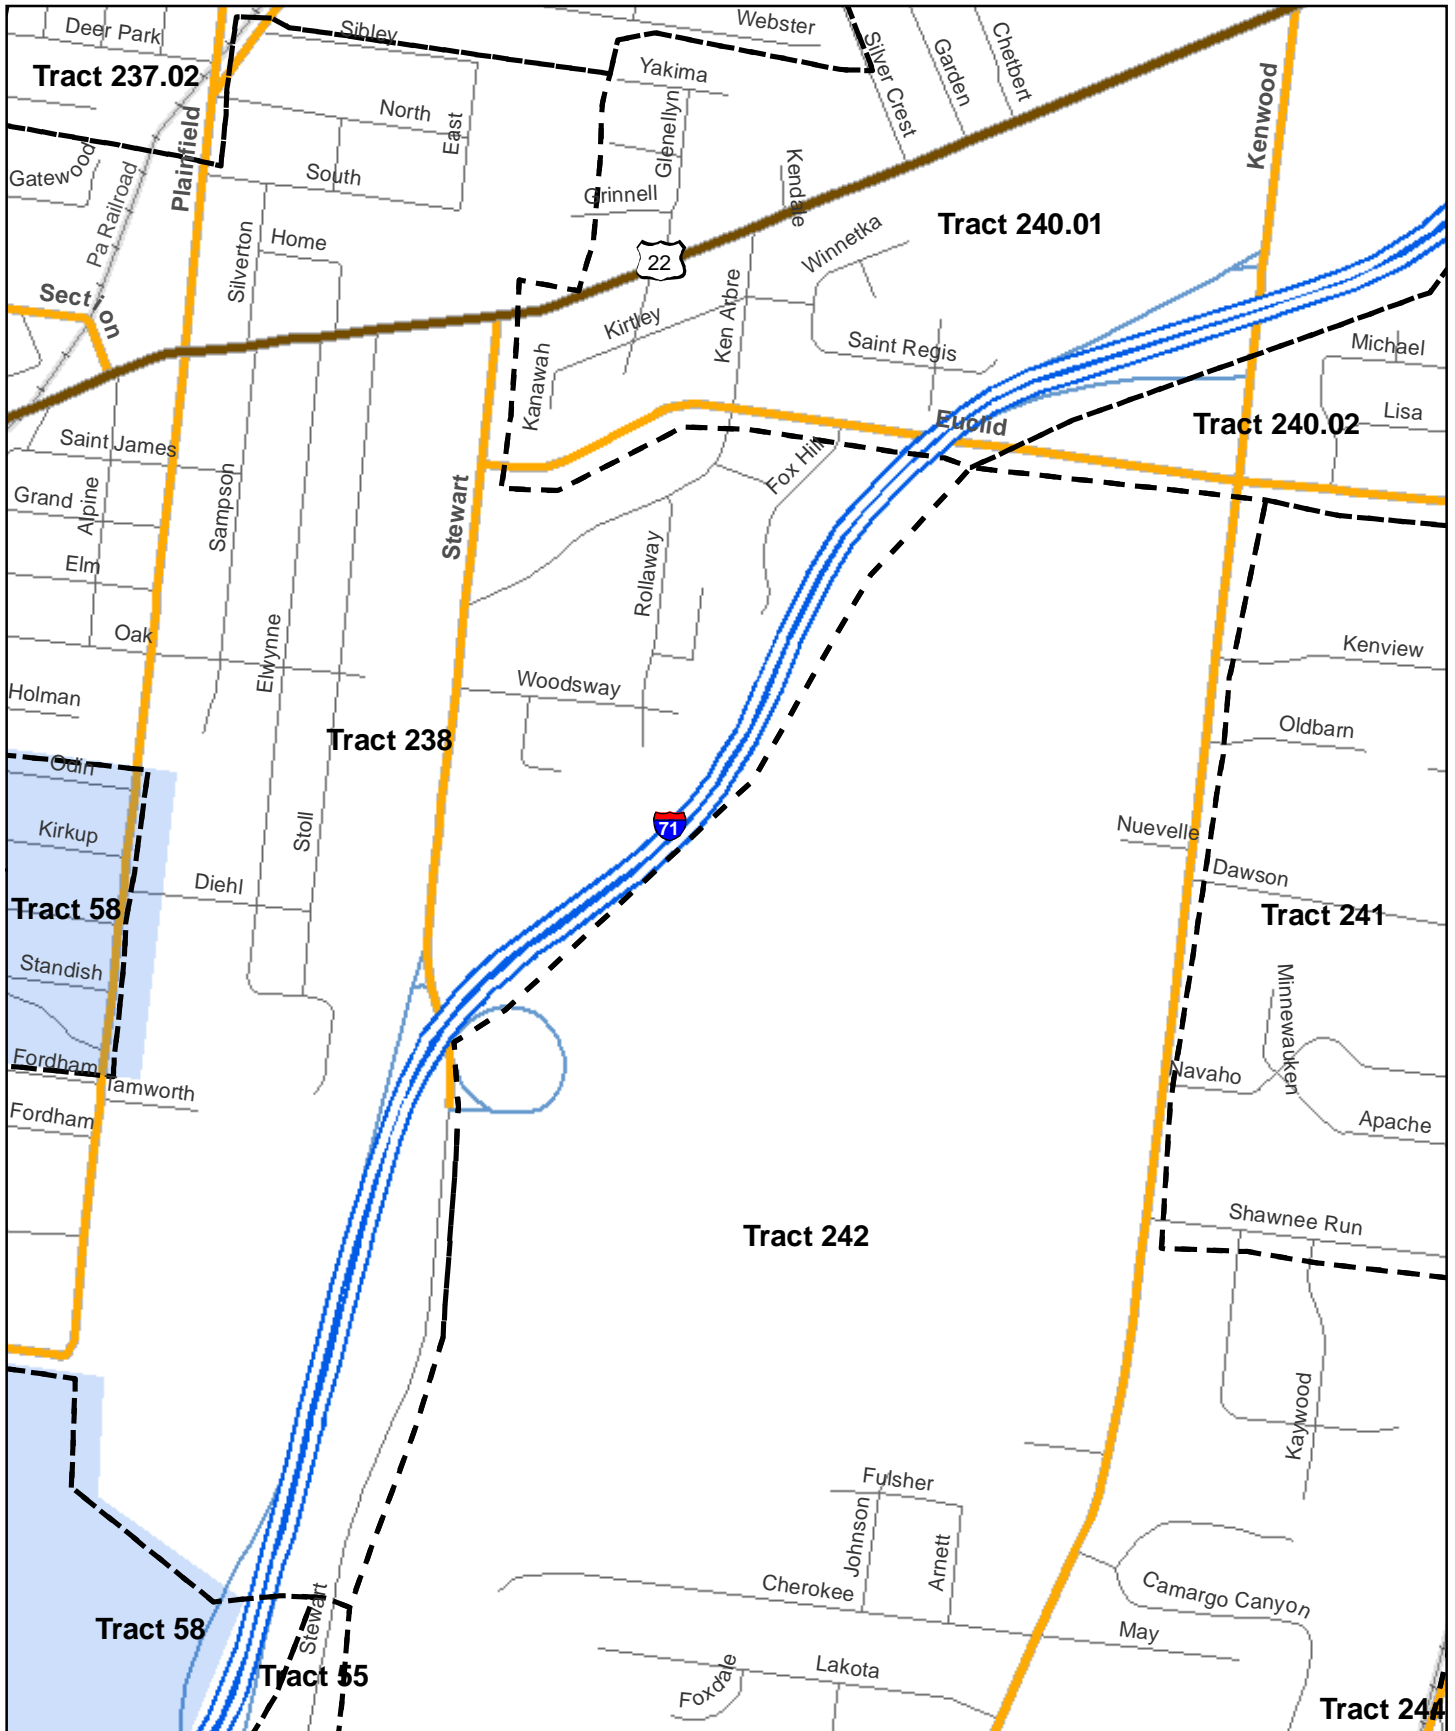 Deer Park
Sibley
Webster
Tract 237.02
Yakima
Silver Crest
Garden
Chetbert
Kenwood
North
East
Glenellyn
Plainfield
Gatewood
Pa Railroad
South
Grinnell
Kendale
Tract 240.01
Silverton
Home
22
Winnetka
Section
Kirtley
Ken Arbre
Saint Regis
Michael
Kanawah
Euclid
Lisa
Tract 240.02
Saint James
Fox Hill
Grand
Alpine
Sampson
Stewart
Elm
Rollaway
Oak
Elwynne
Kenview
Holman
Woodsway
Oldbarn
Tract 238
Odin
Kirkup
Stoll
71
Nuevelle
Diehl
Dawson
Tract 58
Tract 241
Standish
Minnewauken
Fordham
Tamworth
Navaho
Fordham
Apache
Shawnee Run
Tract 242
Kaywood
Fulsher
Johnson
Arnett
Cherokee
Camargo Canyon
Stewart
Tract 58
May
Tract 55
Foxdale
Lakota
Tract 244